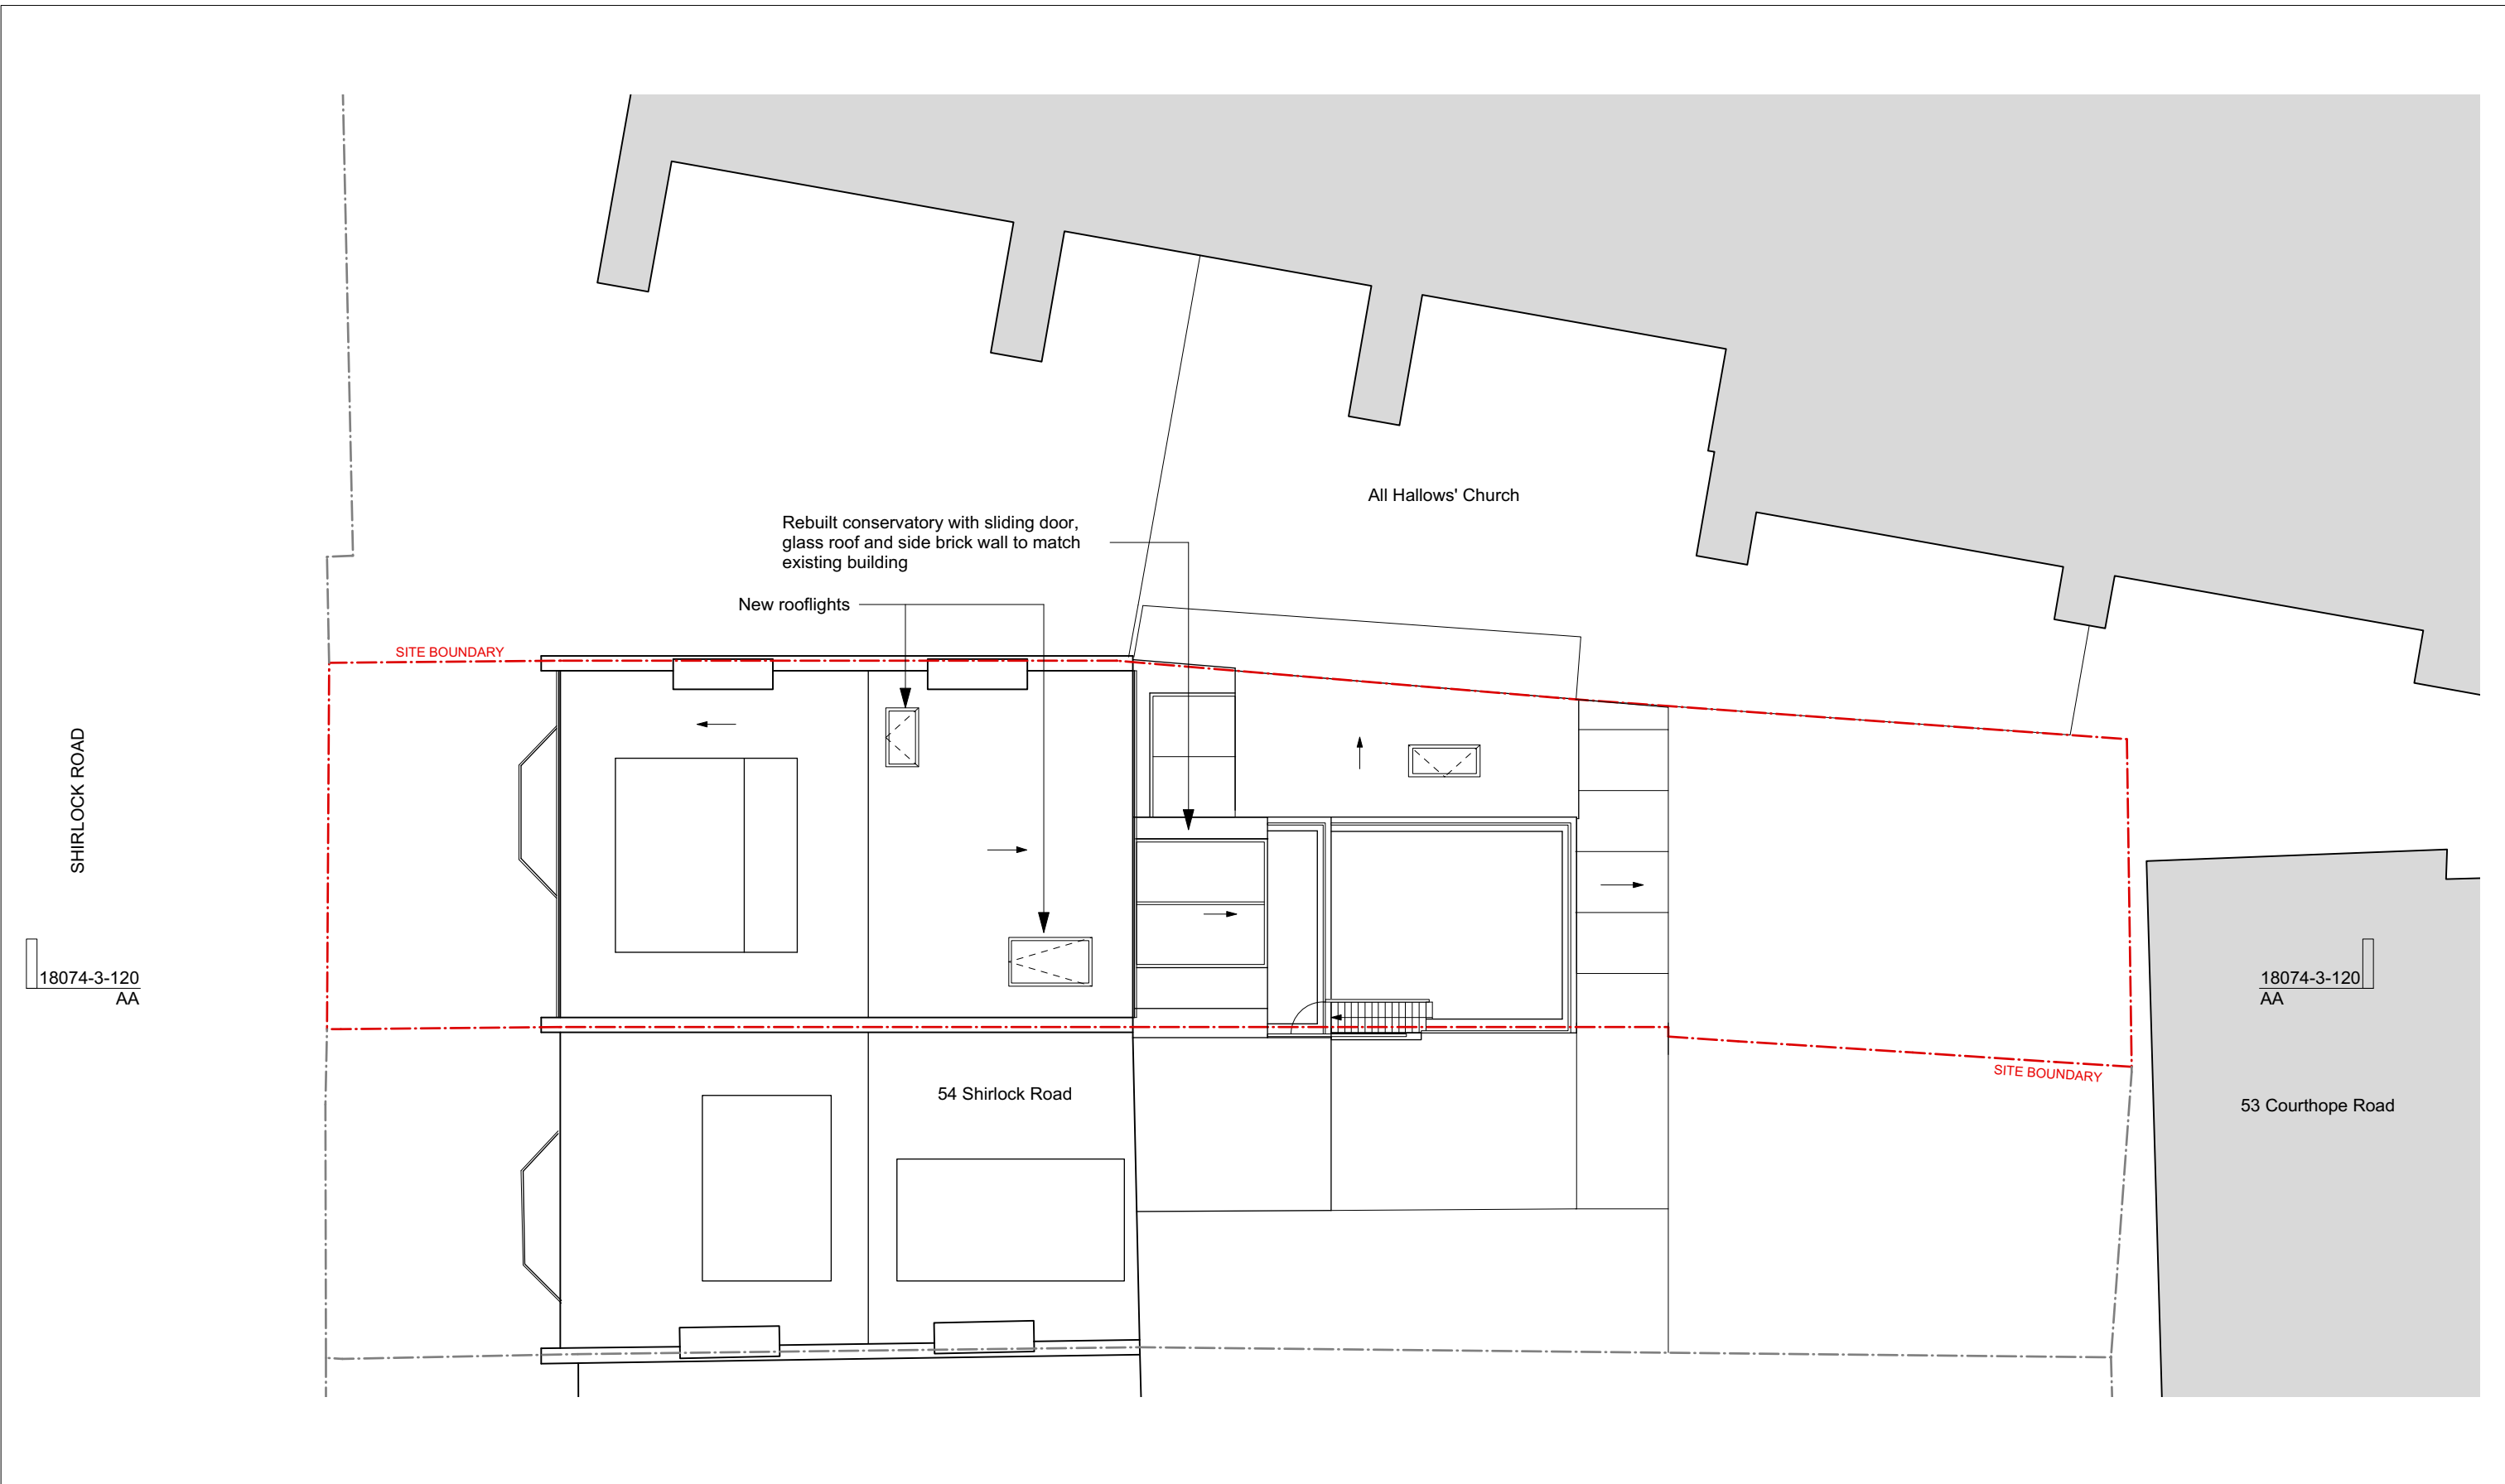 All Hallows' Church
Rebuilt conservatory with sliding door,
glass roof and side brick wall to match
existing building
New rooflights
SITE BOUNDARY
SHIRLOCK ROAD
18074-3-120
AA
18074-3-120
AA
SITE BOUNDARY
54 Shirlock Road
53 Courthope Road